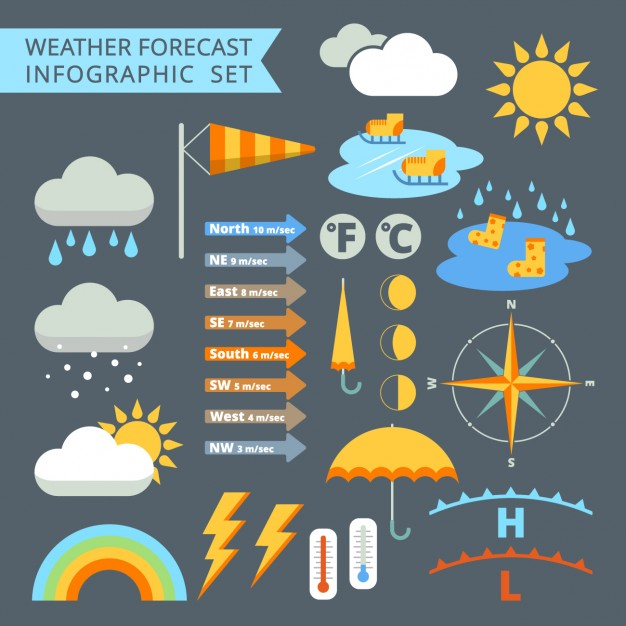 WEATHER FORECAST
INFOGRAPHIC SET
North 10 m/sec
NE 9 m/sec
East 8 m/sec
SE 7 m/sec
South 6 m/sec
SW 5 m/sec
West 4 m/sec
NW 3 m/sec
°F °C
N
W E
S
H
L